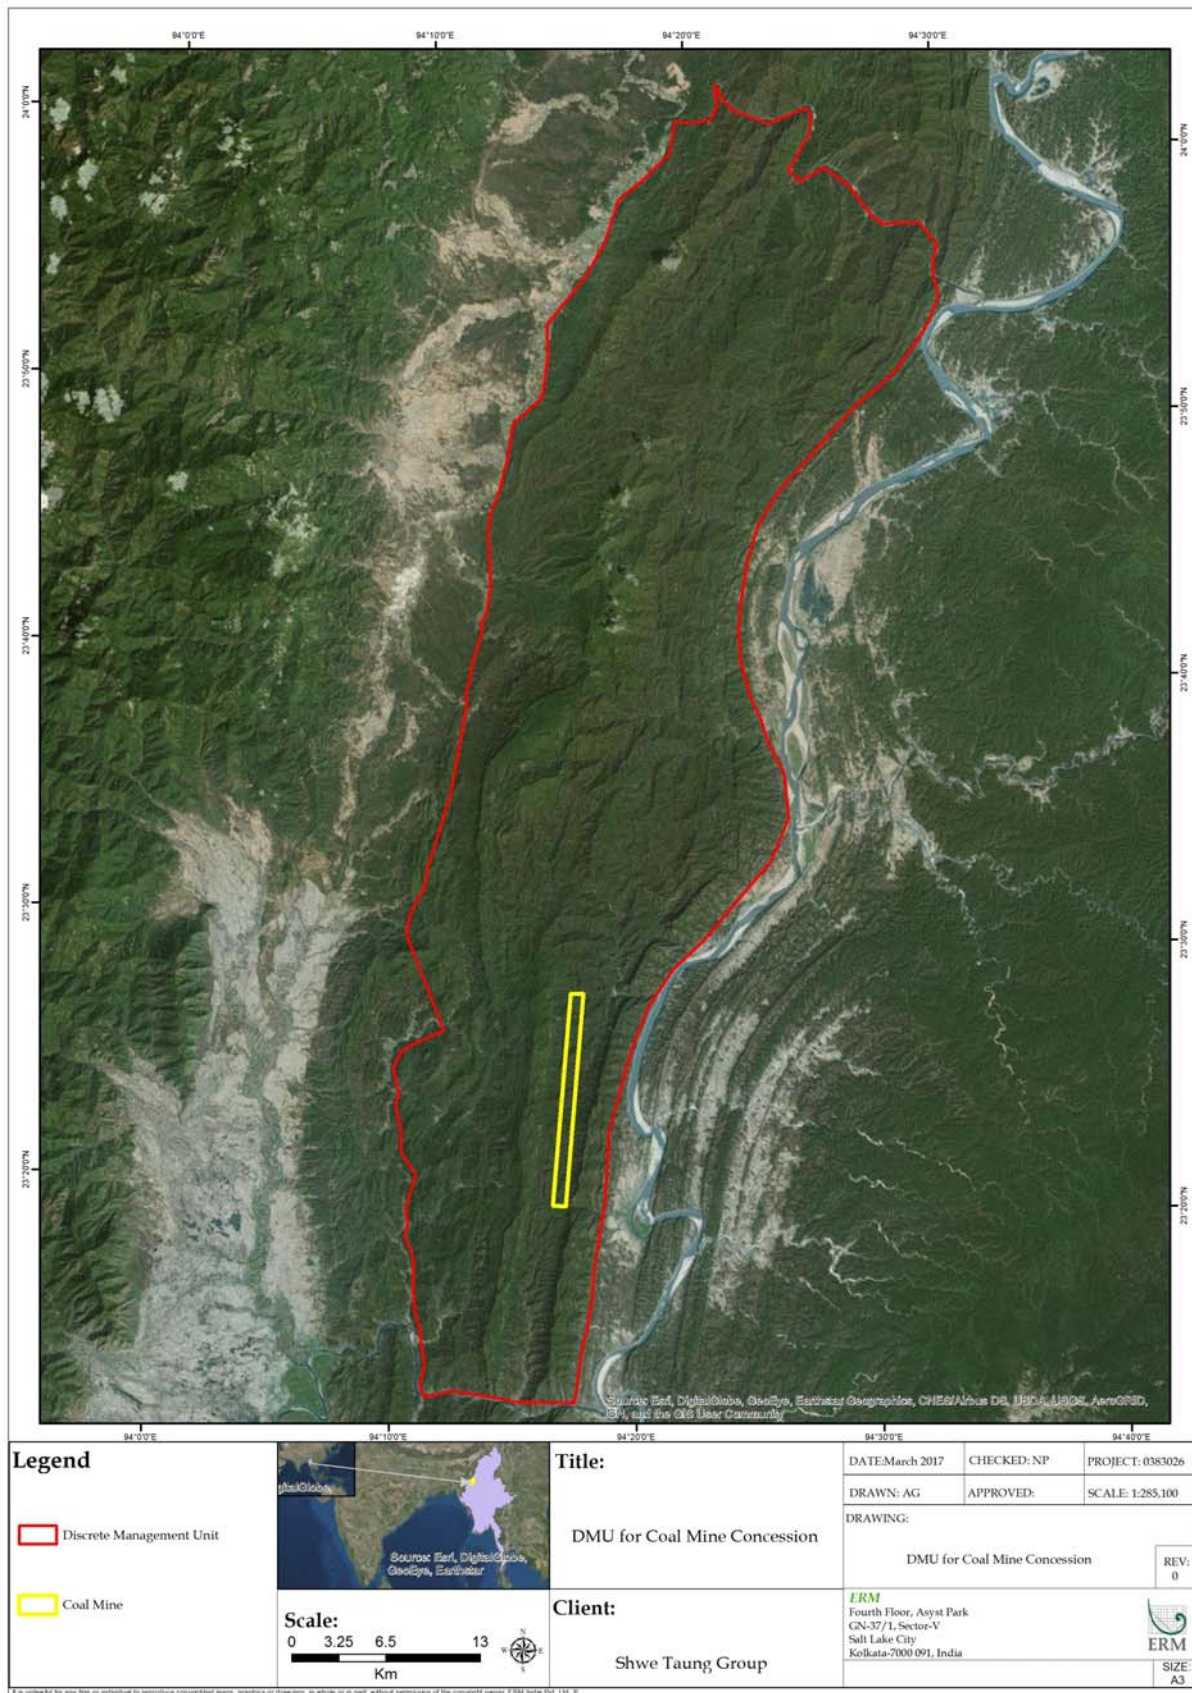 94°0'0"E
94°10'0"E
94°20'0"E
94°30'0"E
24°0'0"N
24°0'0"N
23°50'0"N
23°50'0"N
23°40'0"N
23°40'0"N
23°30'0"N
23°30'0"N
23°20'0"N
23°20'0"N
Source: Esri, DigitalGlobe, GeoEye, Earthstar Geographics, CNES/Airbus DS, USDA, USGS, AeroGRID,
IGN, and the GIS User Community
94°0'0"E
94°10'0"E
94°20'0"E
94°30'0"E
94°40'0"E
Legend
Discrete Management Unit
Coal Mine
gitalGlobe
Source: Esri, DigitalGlobe,
GeoEye, Earthstar
Scale:
0 3.25 6.5 13
Km
N
W E
S
Title:
DMU for Coal Mine Concession
Client:
Shwe Taung Group
DATE:March 2017
CHECKED: NP
PROJECT: 0383026
DRAWN: AG
APPROVED:
SCALE: 1:285,100
DRAWING:
DMU for Coal Mine Concession
REV:
0
ERM
Fourth Floor, Asyst Park
GN-37/1, Sector-V
Salt Lake City
Kolkata-7000 091, India
ERM
SIZE:
A3